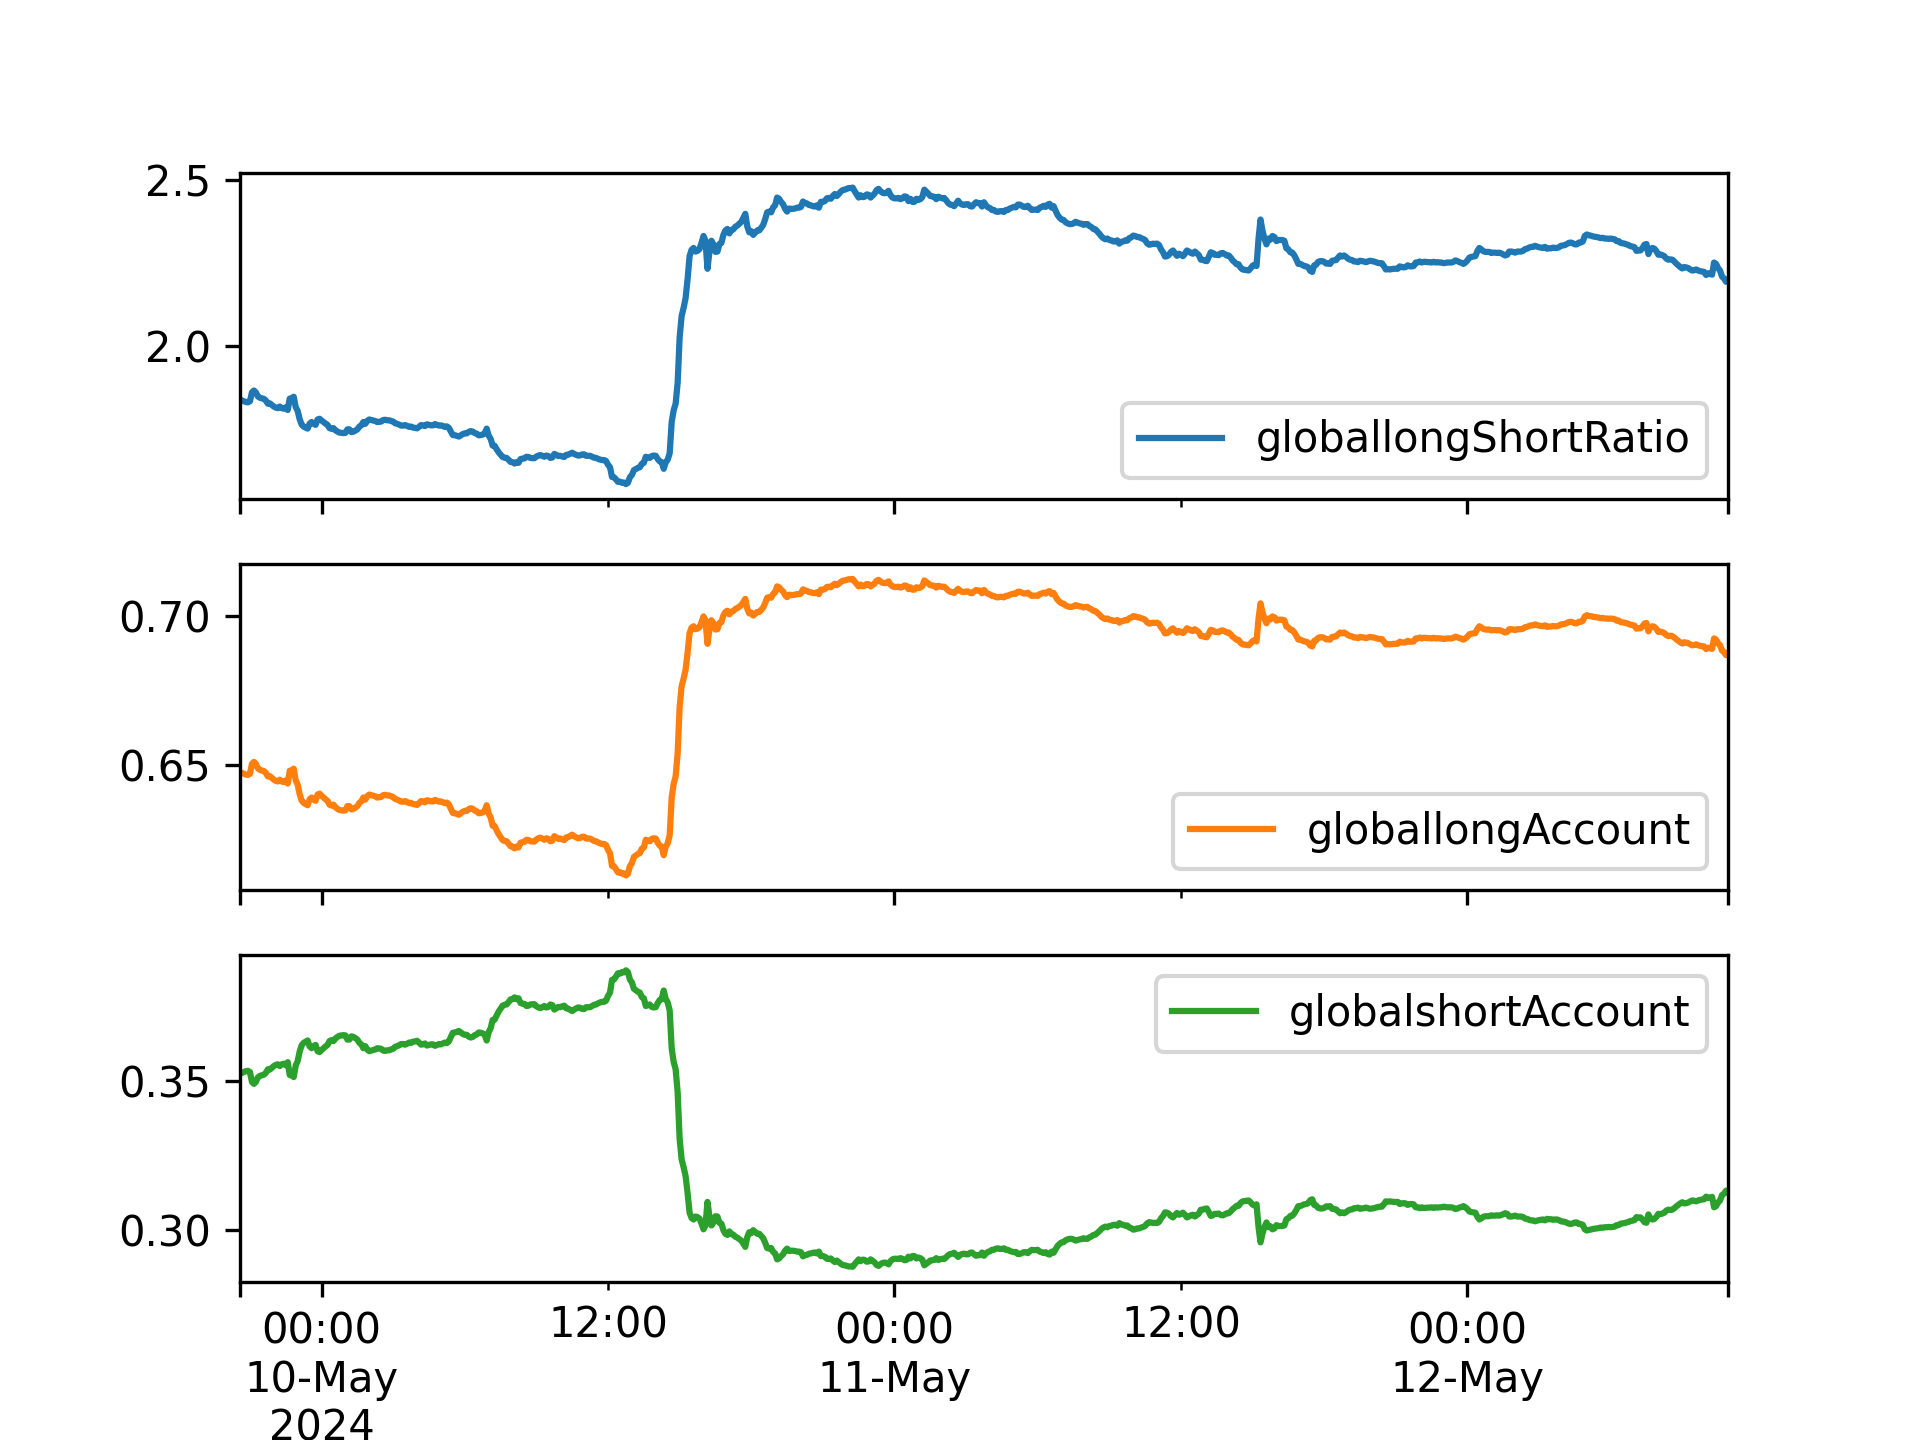 2.5
2.0
globallongShortRatio
0.70
0.65
globallongAccount
globalshortAccount
0.35
0.30
00:00 12:00 00:00 12:00 00:00
10-May 11-May 12-May
2024